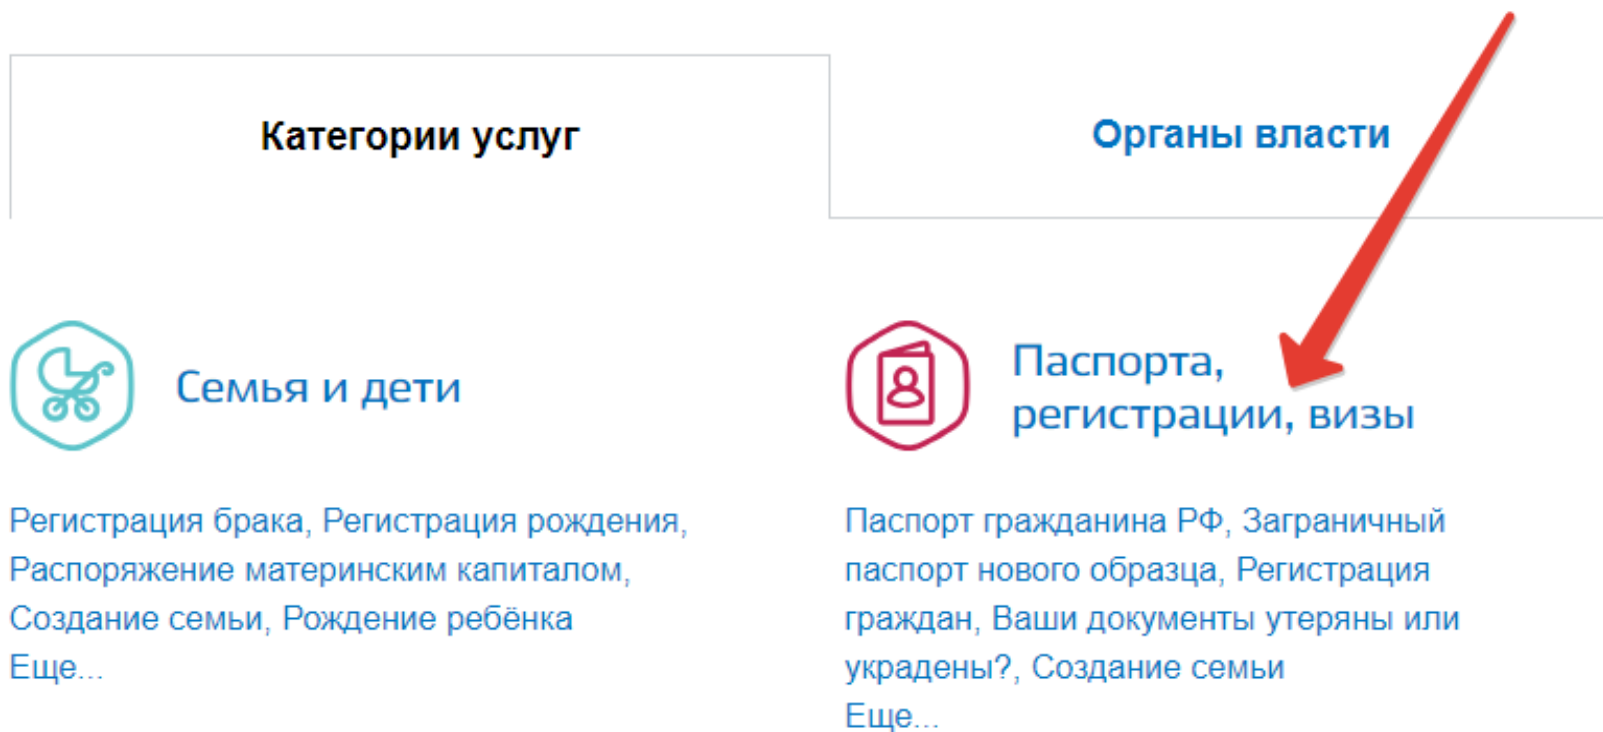 Категории услуг
Органы власти
Семья и дети
Паспорта,
регистрации, визы
Регистрация брака, Регистрация рождения,
Распоряжение материнским капиталом,
Создание семьи, Рождение ребёнка
Еще...
Паспорт гражданина РФ, Заграничный
паспорт нового образца, Регистрация
граждан, Ваши документы утеряны или
украдены?, Создание семьи
Еще...